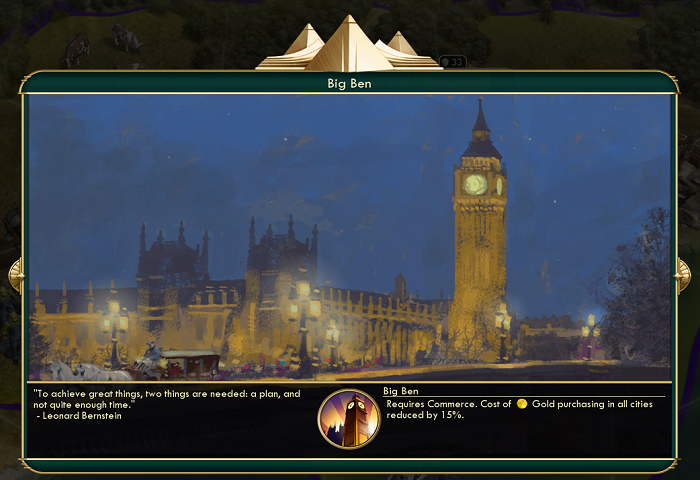 33
Big Ben
"To achieve great things, two things are needed: a plan, and
not quite enough time."
- Leonard Bernstein
Big Ben
Requires Commerce. Cost of Gold purchasing in all cities
reduced by 15%.